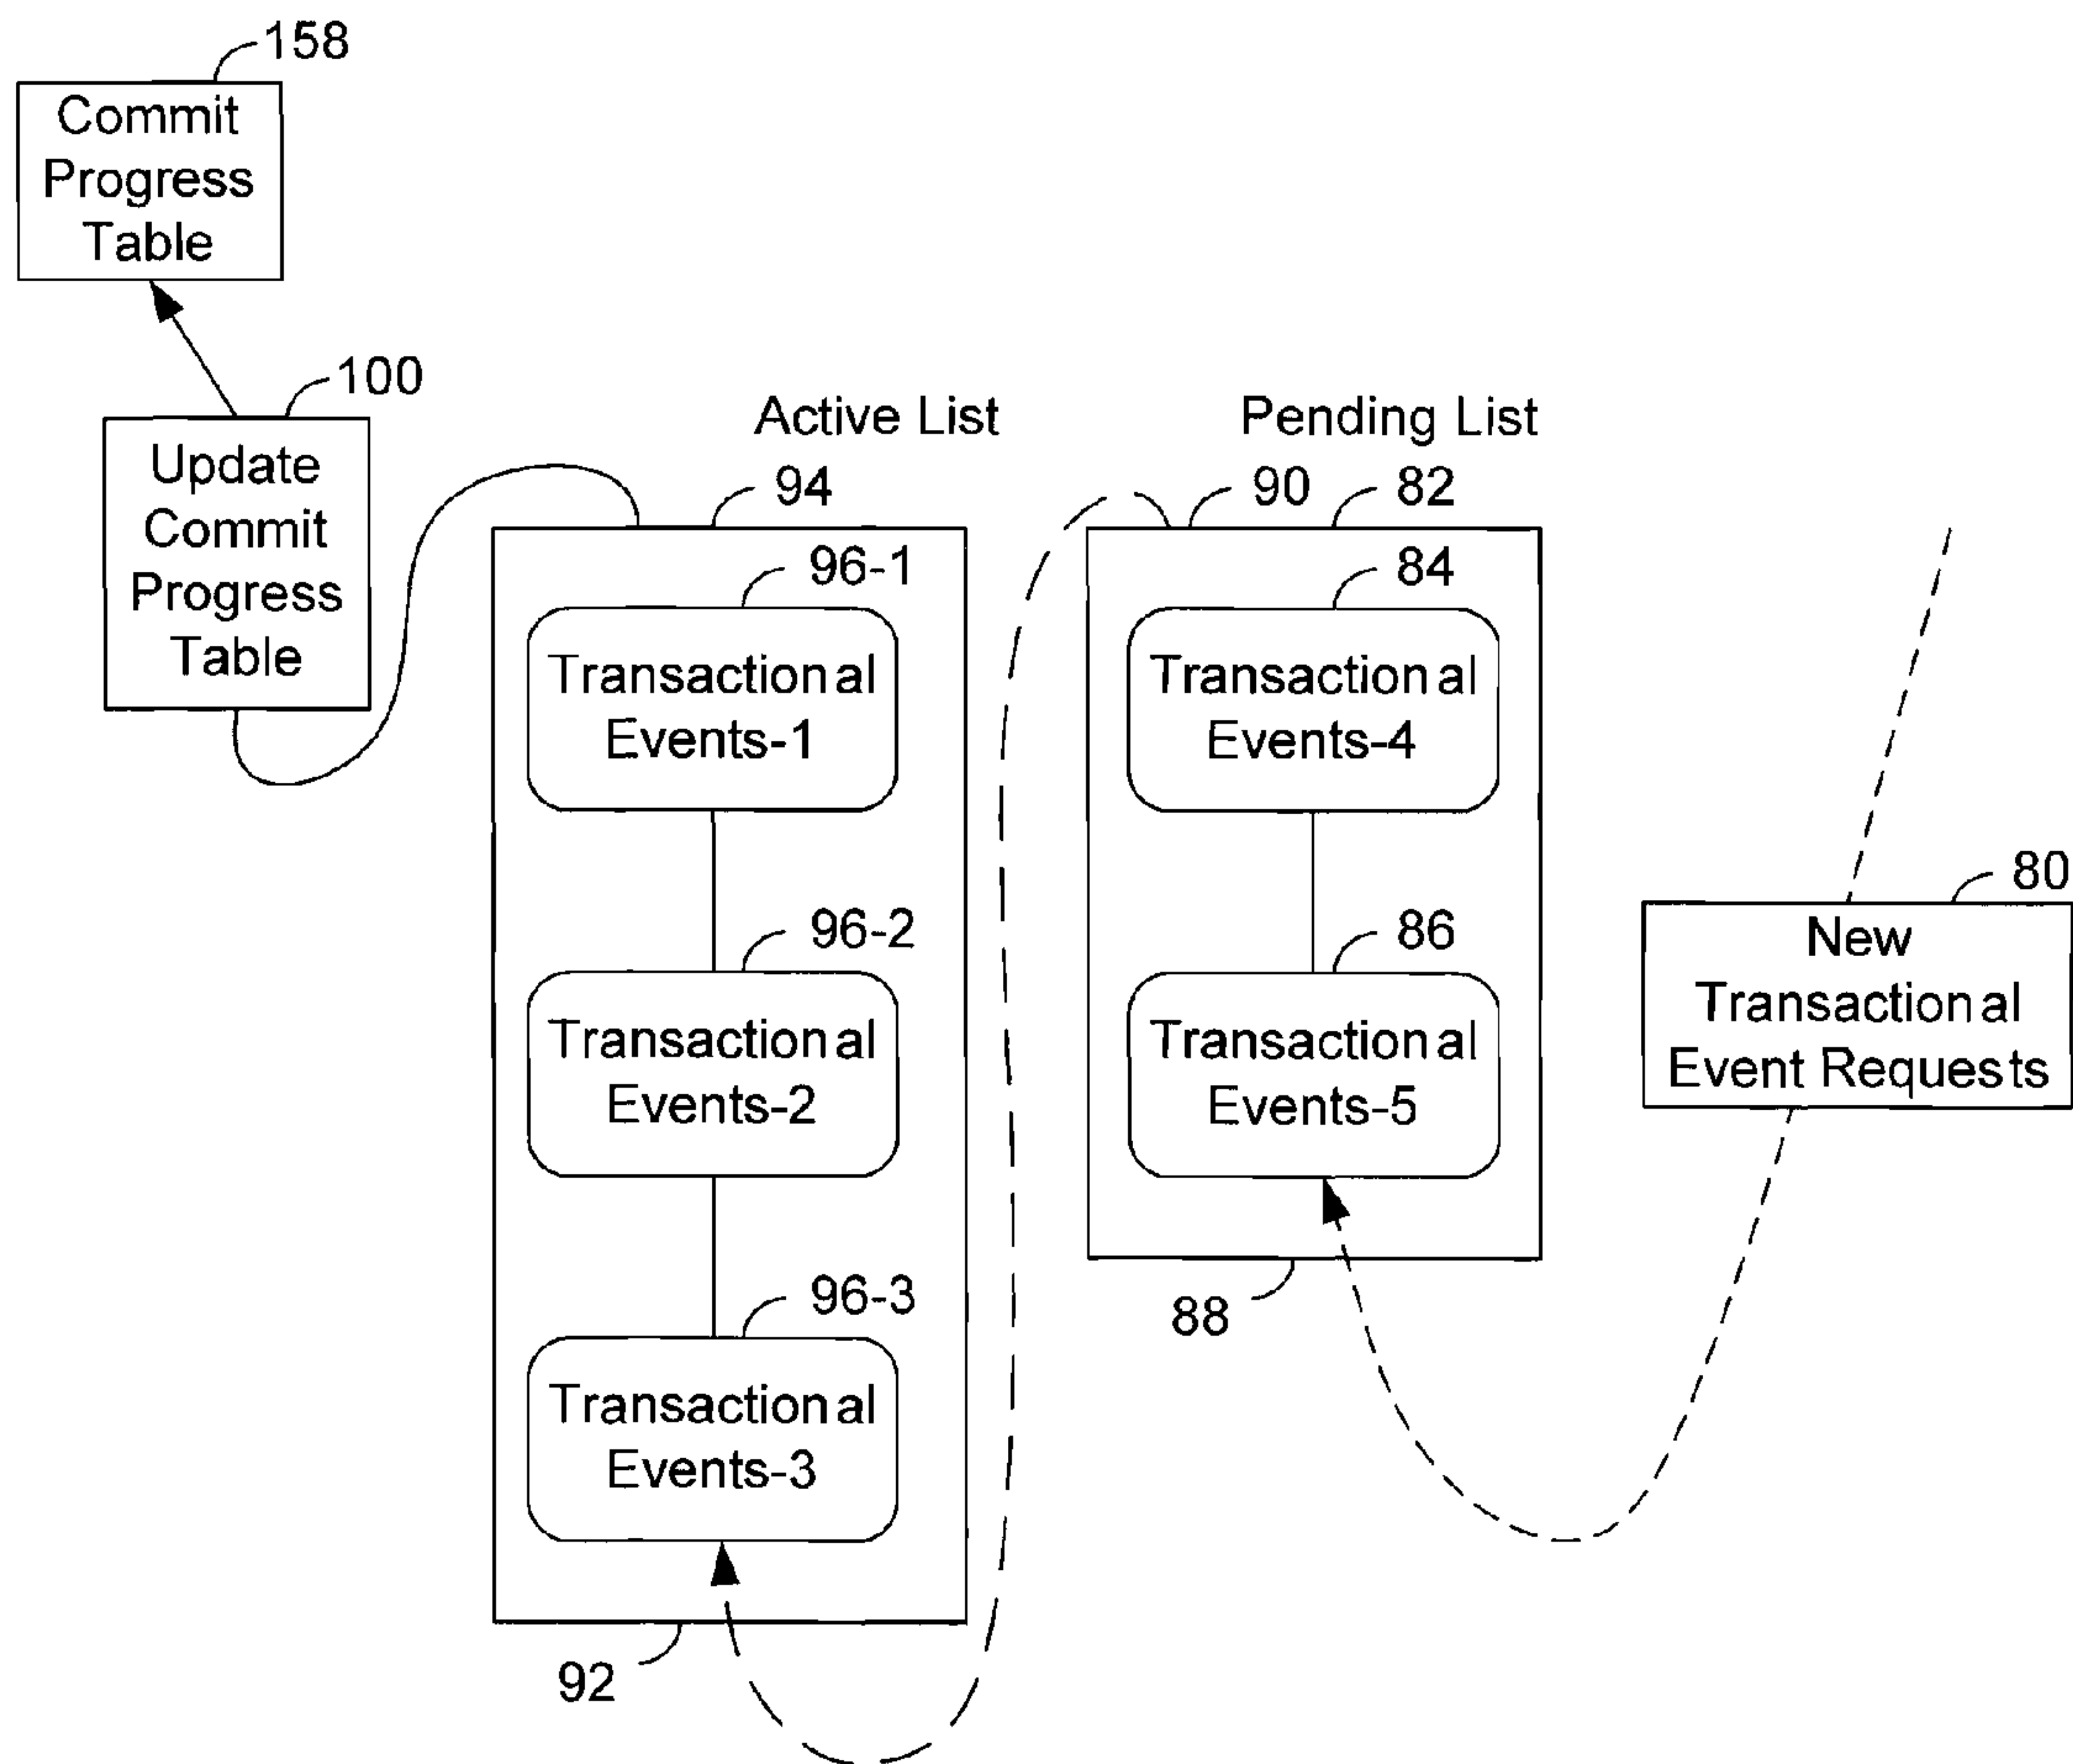 158
Commit
Progress
Table
100
Update
Commit
Progress
Table
Active List
94
96-1
Transactional
Events-1
96-2
Transactional
Events-2
96-3
Transactional
Events-3
92
Pending List
90
82
84
Transactional
Events-4
86
Transactional
Events-5
88
80
New
Transactional
Event Requests